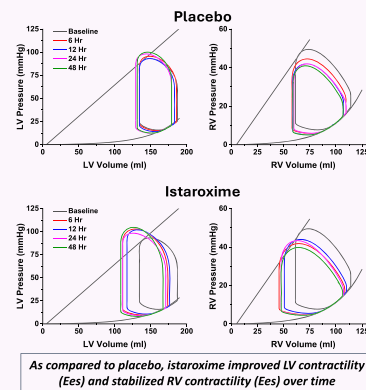 Placebo
125
100
75
50
25
0
LV Pressure (mmHg)
Baseline
6 Hr
12 Hr
24 Hr
48 Hr
0 50 100 150 200
LV Volume (ml)
60
40
20
0
RV Pressure (mmHg)
0 25 50 75 100 125
RV Volume (ml)
Istaroxime
125
100
75
50
25
0
LV Pressure (mmHg)
Baseline
6 Hr
12 Hr
24 Hr
48 Hr
0 50 100 150 200
LV Volume (ml)
60
40
20
0
RV Pressure (mmHg)
0 25 50 75 100 125
RV Volume (ml)
As compared to placebo, istaroxime improved LV contractility
(Ees) and stabilized RV contractility (Ees) over time